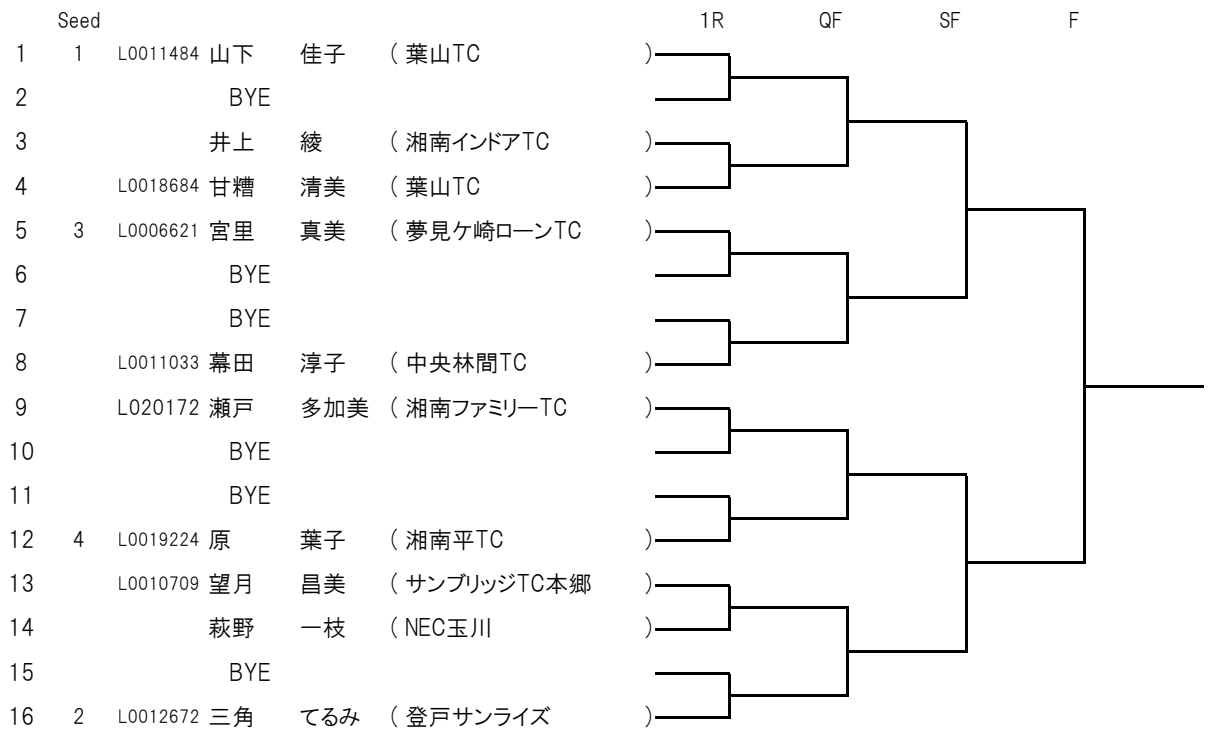 Seed 1R QF SF F
1 1 L0011484 山下 佳子 ( 葉山TC )
2 BYE
3 井上 綾 ( 湘南インドアTC )
4 L0018684 甘糟 清美 ( 葉山TC )
5 3 L0006621 宮里 真美 ( 夢見ケ崎ローンTC )
6 BYE
7 BYE
8 L0011033 幕田 淳子 ( 中央林間TC )
9 L020172 瀬戸 多加美 ( 湘南ファミリーTC )
10 BYE
11 BYE
12 4 L0019224 原 葉子 ( 湘南平TC )
13 L0010709 望月 昌美 ( サンブリッジTC本郷 )
14 萩野 一枝 ( NEC玉川 )
15 BYE
16 2 L0012672 三角 てるみ ( 登戸サンライズ )